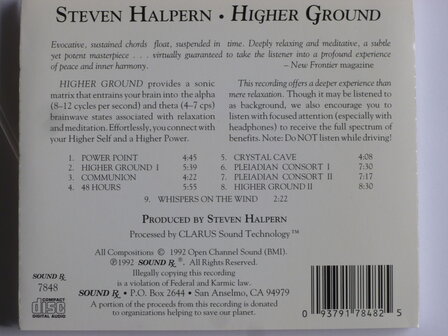 STEVEN HALPERN • HIGHER GROUND
Evocative, sustained chords float, suspended in time. Deeply relaxing and meditative, a subtle
yet potent masterpiece . . . . virtually guaranteed to take the listener into a profound experience
of peace and inner harmony. – New Frontier magazine
HIGHER GROUND provides a sonic
matrix that entrains your brain into the alpha
(8–12 cycles per second) and theta (4–7 cps)
brainwave states associated with relaxation
and meditation. Effortlessly, you connect with
your Higher Self and a Higher Power.
This recording offers a deeper experience than
mere relaxation. Though it may be listened to
as background, we also encourage you to
listen with focused attention (especially with
headphones) to receive the full spectrum of
benefits. Note: Do NOT listen while driving!
1. POWER POINT 4:45
2. HIGHER GROUND I 5:39
3. COMMUNION 4:22
4. 48 HOURS 5:55
5. CRYSTAL CAVE 4:08
6. PLEIADIAN CONSORT I 7:30
7. PLEIADIAN CONSORT II 7:17
8. HIGHER GROUND II 8:30
9. WHISPERS ON THE WIND 2:22
PRODUCED BY STEVEN HALPERN
Processed by CLARUS Sound Technology™
All Compositions © 1992 Open Channel Sound (BMI).
℗1992 SOUND ℞®. All Rights Reserved.
Illegally copying this recording
is a violation of Federal and Karmic law.
SOUND ℞ • P.O. Box 2644 • San Anselmo, CA 94979
A portion of the proceeds from this recording is donated
to organizations helping to save our planet.
SOUND ℞
7848
COMPACT
disc
DIGITAL AUDIO
0 93791 78482 5